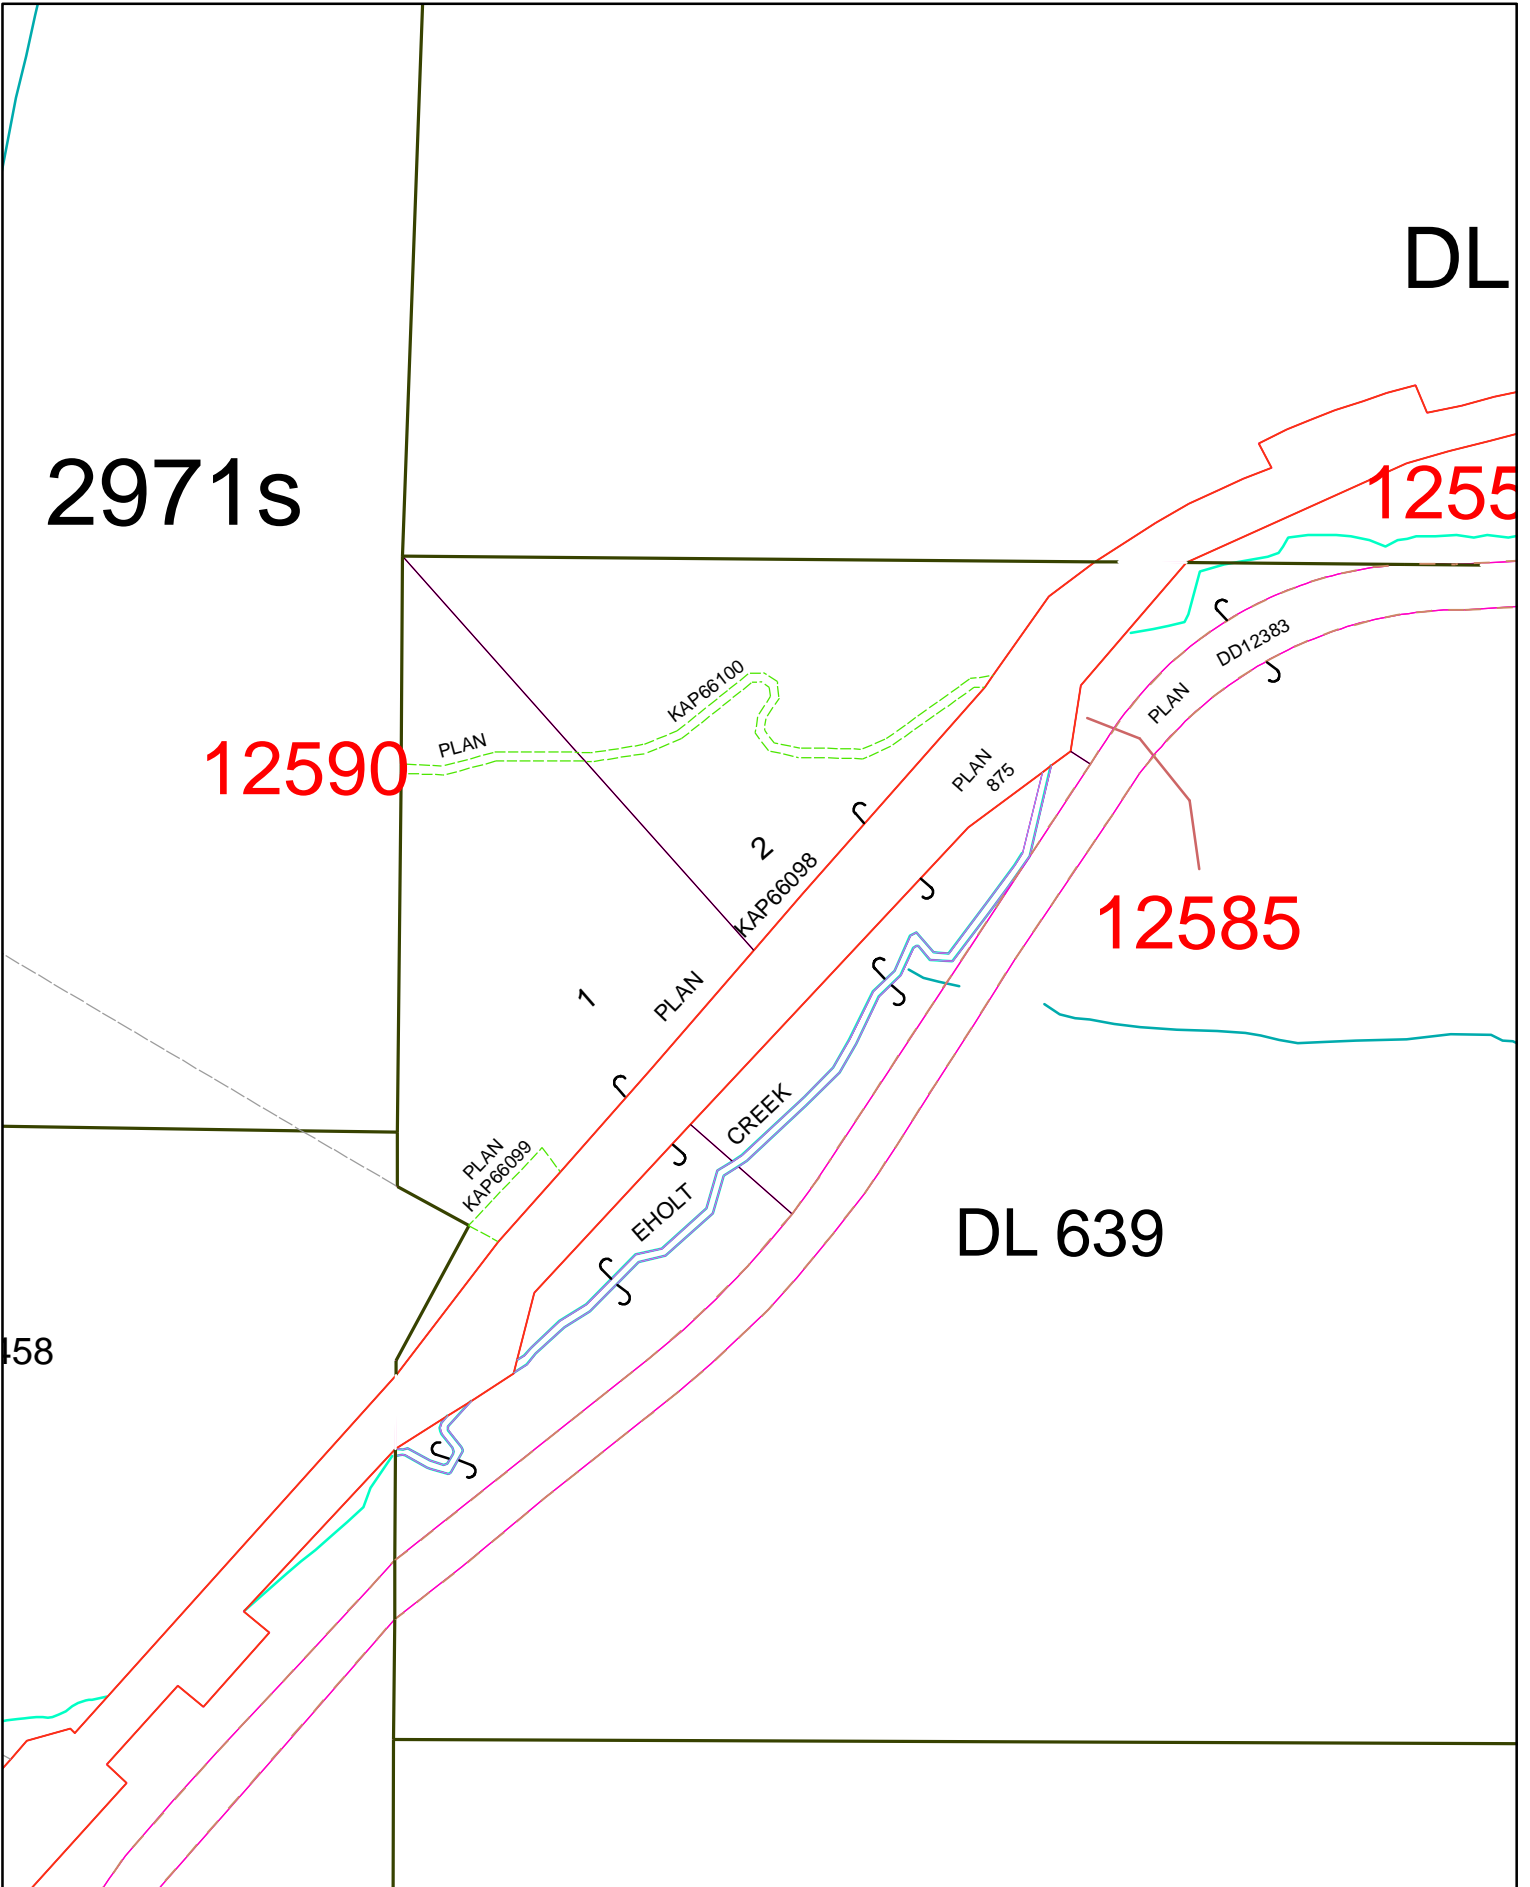 DL
2971s
1255
DD12383
PLAN
KAP66100
PLAN
12590
PLAN
875
2
KAP66098
PLAN
1
12585
CREEK
EHOLT
PLAN
KAP66099
DL 639
458